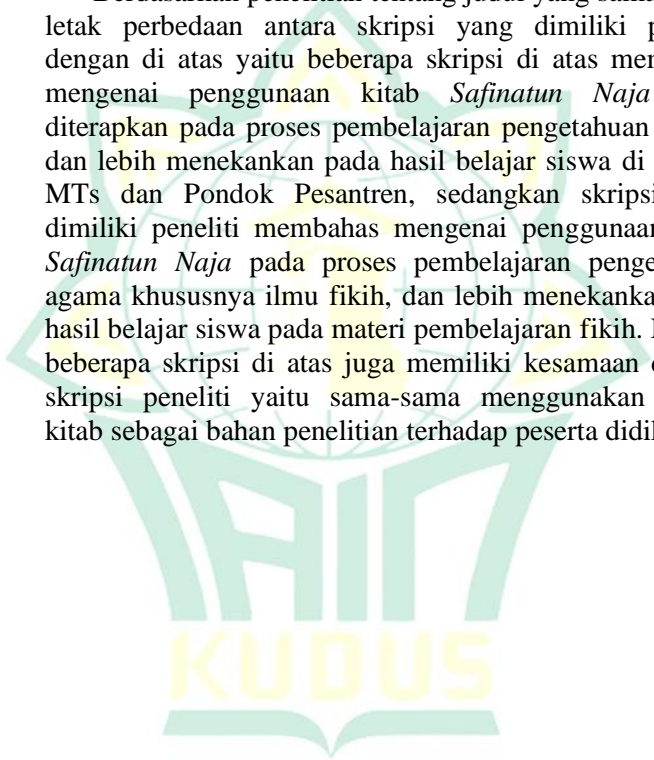 Berdasarkan penelitian tentang judul yang sama
letak perbedaan antara skripsi yang dimiliki
dengan di atas yaitu beberapa skripsi di atas
mengenai penggunaan kitab Safinatun Naja
diterapkan pada proses pembelajaran pengetahuan
dan lebih menekankan pada hasil belajar siswa di
MTs dan Pondok Pesantren, sedangkan skripsi
dimiliki peneliti membahas mengenai penggunaan
Safinatun Naja pada proses pembelajaran
agama khususnya ilmu fikih, dan lebih menekanka
hasil belajar siswa pada materi pembelajaran fikih.
beberapa skripsi di atas juga memiliki kesamaan
skripsi peneliti yaitu sama-sama menggunakan
kitab sebagai bahan penelitian terhadap peserta
IAIN
KUDUS